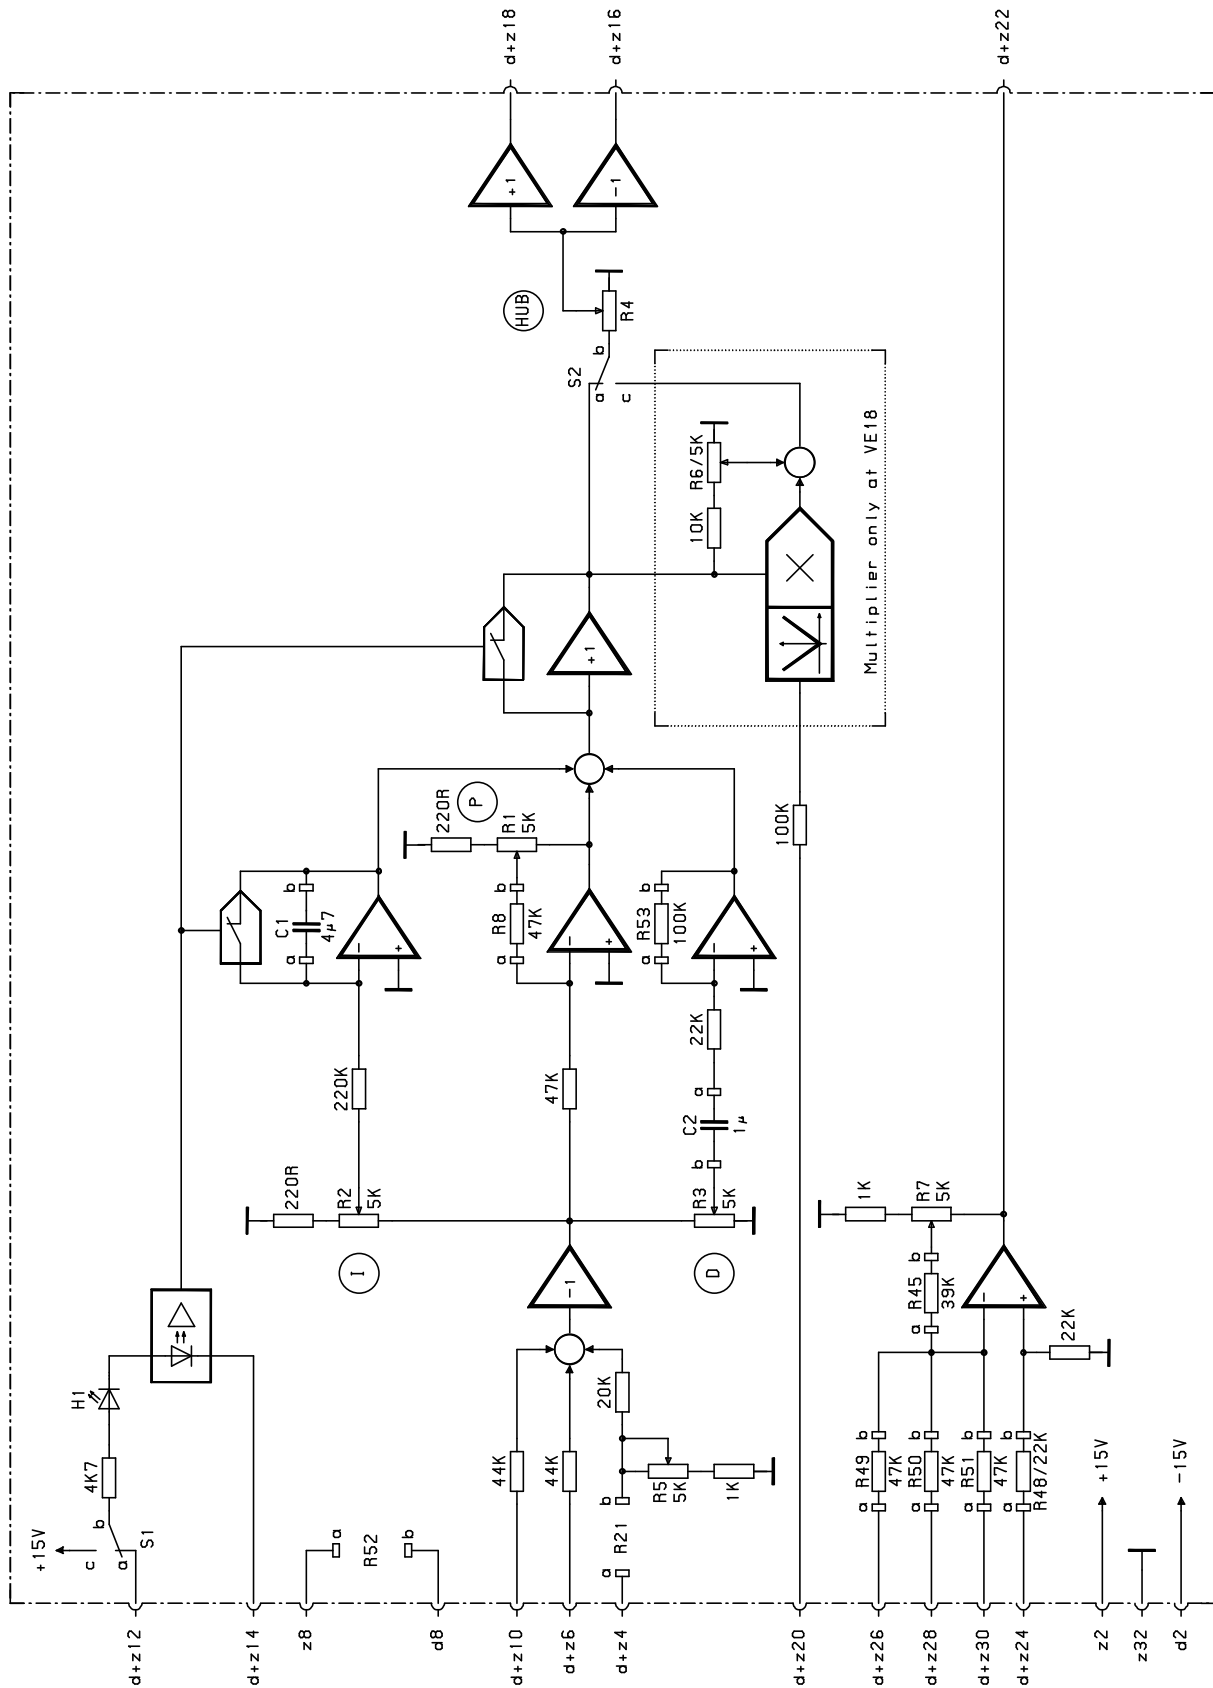 d+z18
d+z16
d+z22
+1
-1
HUB
R4
b
S2
a
c
R6/5K
10K
Multiplier only at VE18
+1
220R
P
R1
5K
100K
b
C1
4µ7
a
b
R8
47K
a
b
R53
100K
a
-
+
-
+
-
+
220K
47K
22K
a
C2
1µ
b
220R
R2
5K
I
R3
5K
D
-1
1K
R7
5K
b
R45
39K
a
-
+
22K
H1
4K7
+15V
b
c
a
S1
a
R52
b
44K
44K
20K
R5
5K
1K
b
R21
a
b
R49
47K
a
b
R50
47K
a
b
R51
47K
a
b
R48/22K
a
+15V
-15V
d+z12
d+z14
z8
d8
d+z10
d+z6
d+z4
d+z20
d+z26
d+z28
d+z30
d+z24
z2
z32
d2